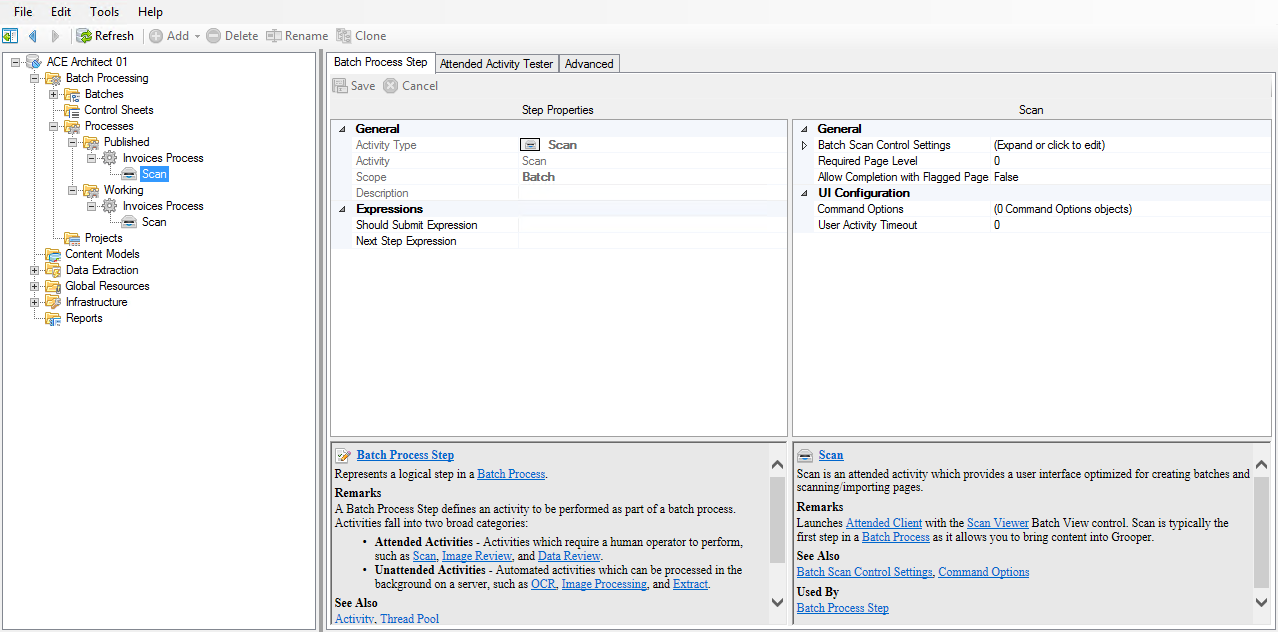 File Edit Tools Help
Refresh Add Delete Rename Clone
ACE Architect 01
Batch Processing
Batches
Control Sheets
Processes
Published
Invoices Process
Scan
Working
Invoices Process
Scan
Projects
Content Models
Data Extraction
Global Resources
Infrastructure
Reports
Batch Process Step Attended Activity Tester Advanced
Save Cancel
Step Properties
General
Activity Type Scan
Activity Scan
Scope Batch
Description
Expressions
Should Submit Expression
Next Step Expression
Scan
General
Batch Scan Control Settings (Expand or click to edit)
Required Page Level 0
Allow Completion with Flagged Page False
UI Configuration
Command Options (0 Command Options objects)
User Activity Timeout 0
Batch Process Step
Represents a logical step in a Batch Process.
Remarks
A Batch Process Step defines an activity to be performed as part of a batch process.
Activities fall into two broad categories:
• Attended Activities - Activities which require a human operator to perform,
such as Scan, Image Review, and Data Review.
• Unattended Activities - Automated activities which can be processed in the
background on a server, such as OCR, Image Processing, and Extract.
See Also
Activity, Thread Pool
Scan
Scan is an attended activity which provides a user interface optimized for creating batches and
scanning/importing pages.
Remarks
Launches Attended Client with the Scan Viewer Batch View control. Scan is typically the
first step in a Batch Process as it allows you to bring content into Grooper.
See Also
Batch Scan Control Settings, Command Options
Used By
Batch Process Step